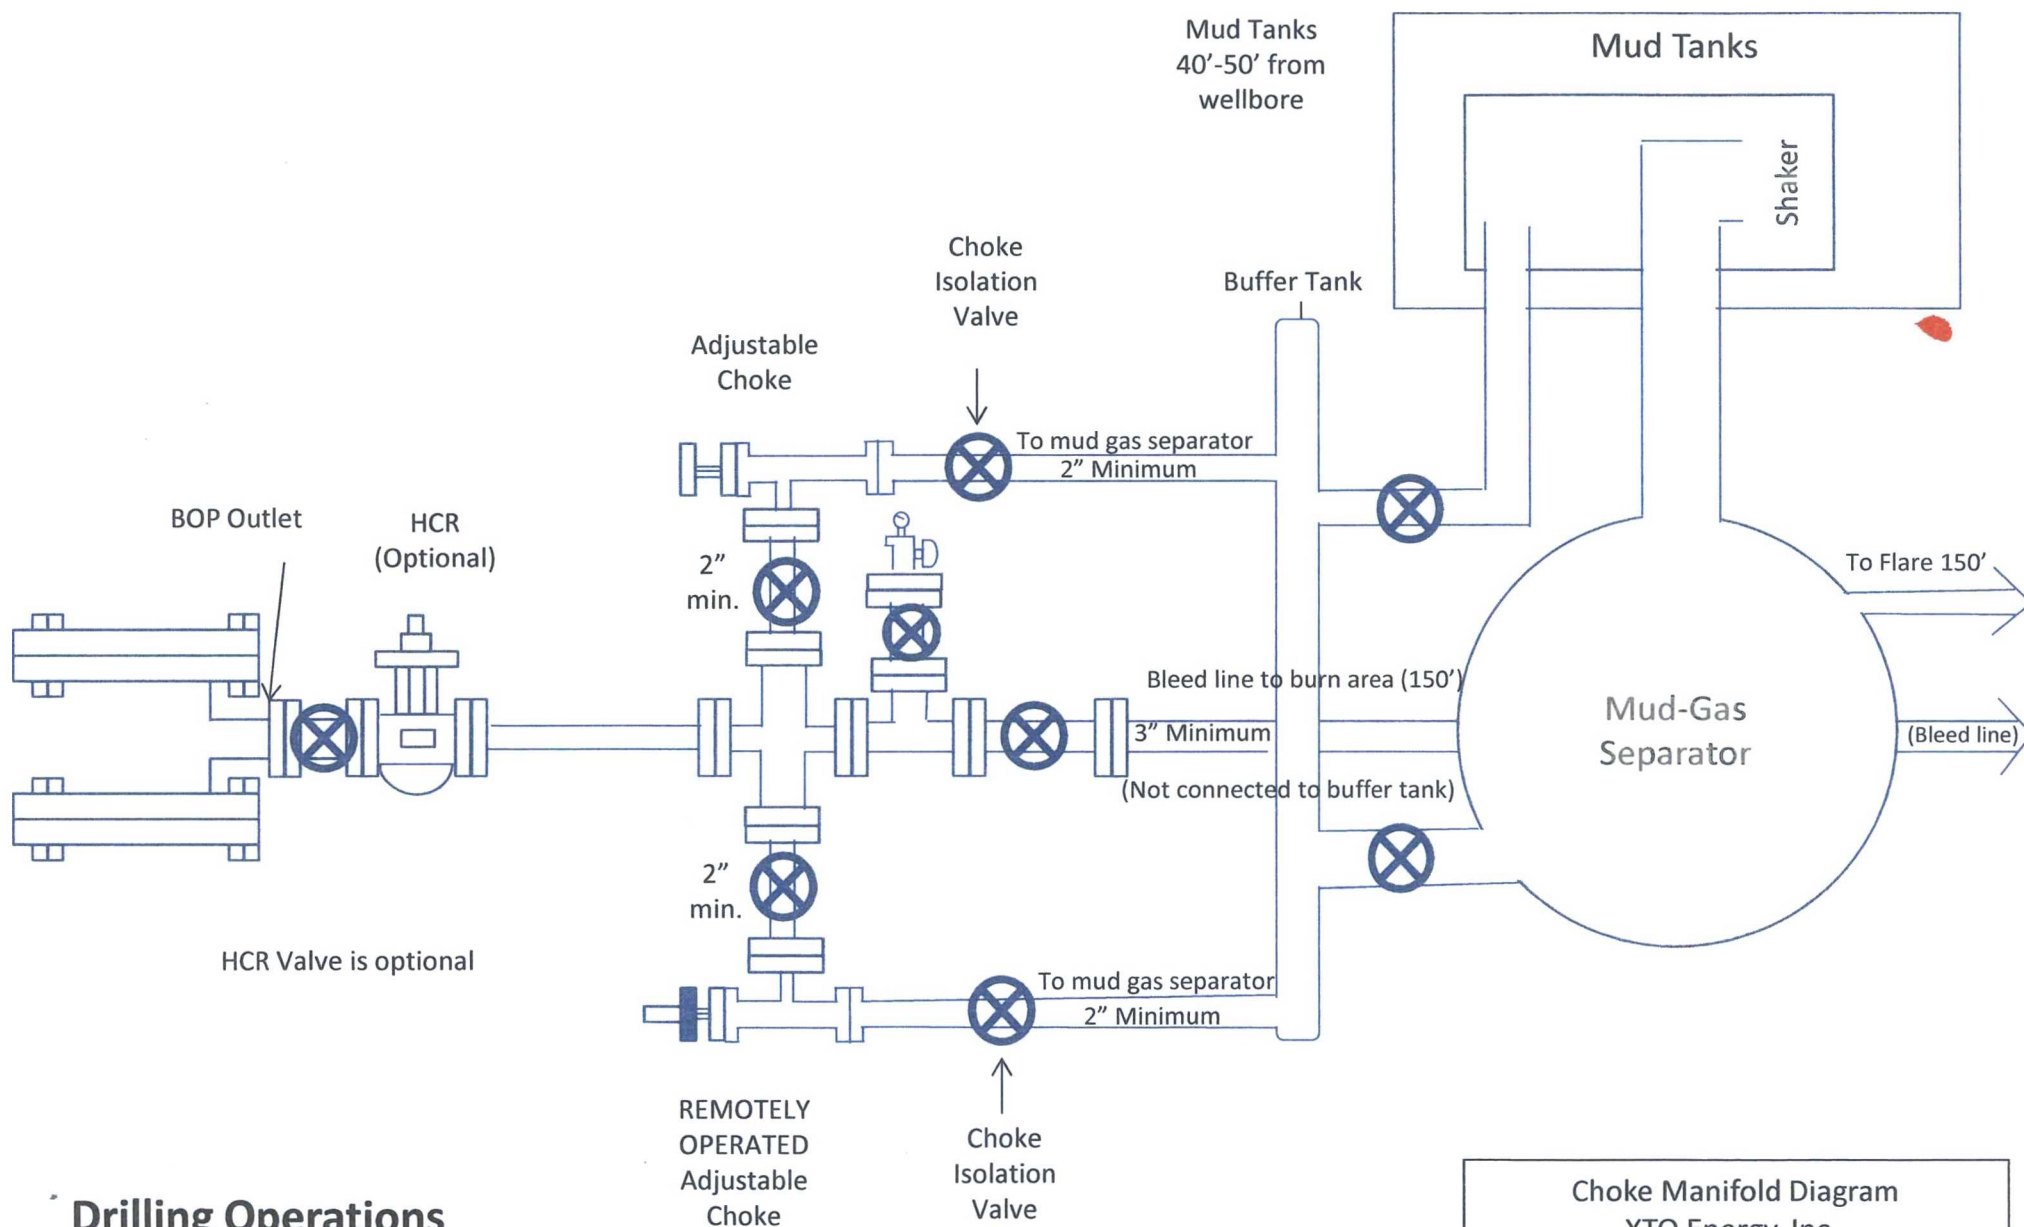 Mud Tanks
40’-50’ from
wellbore
Mud Tanks
Shaker
Choke
Isolation
Valve
Buffer Tank
Adjustable
Choke
To mud gas separator
2” Minimum
BOP Outlet
HCR
(Optional)
2”
min.
To Flare 150’
Bleed line to burn area (150’)
3” Minimum
(Not connected to buffer tank)
Mud-Gas
Separator
(Bleed line)
2”
min.
HCR Valve is optional
To mud gas separator
2” Minimum
REMOTELY
OPERATED
Adjustable
Choke
Choke
Isolation
Valve
Drilling Operations
Choke Manifold Diagram
XTO Energy, Inc.